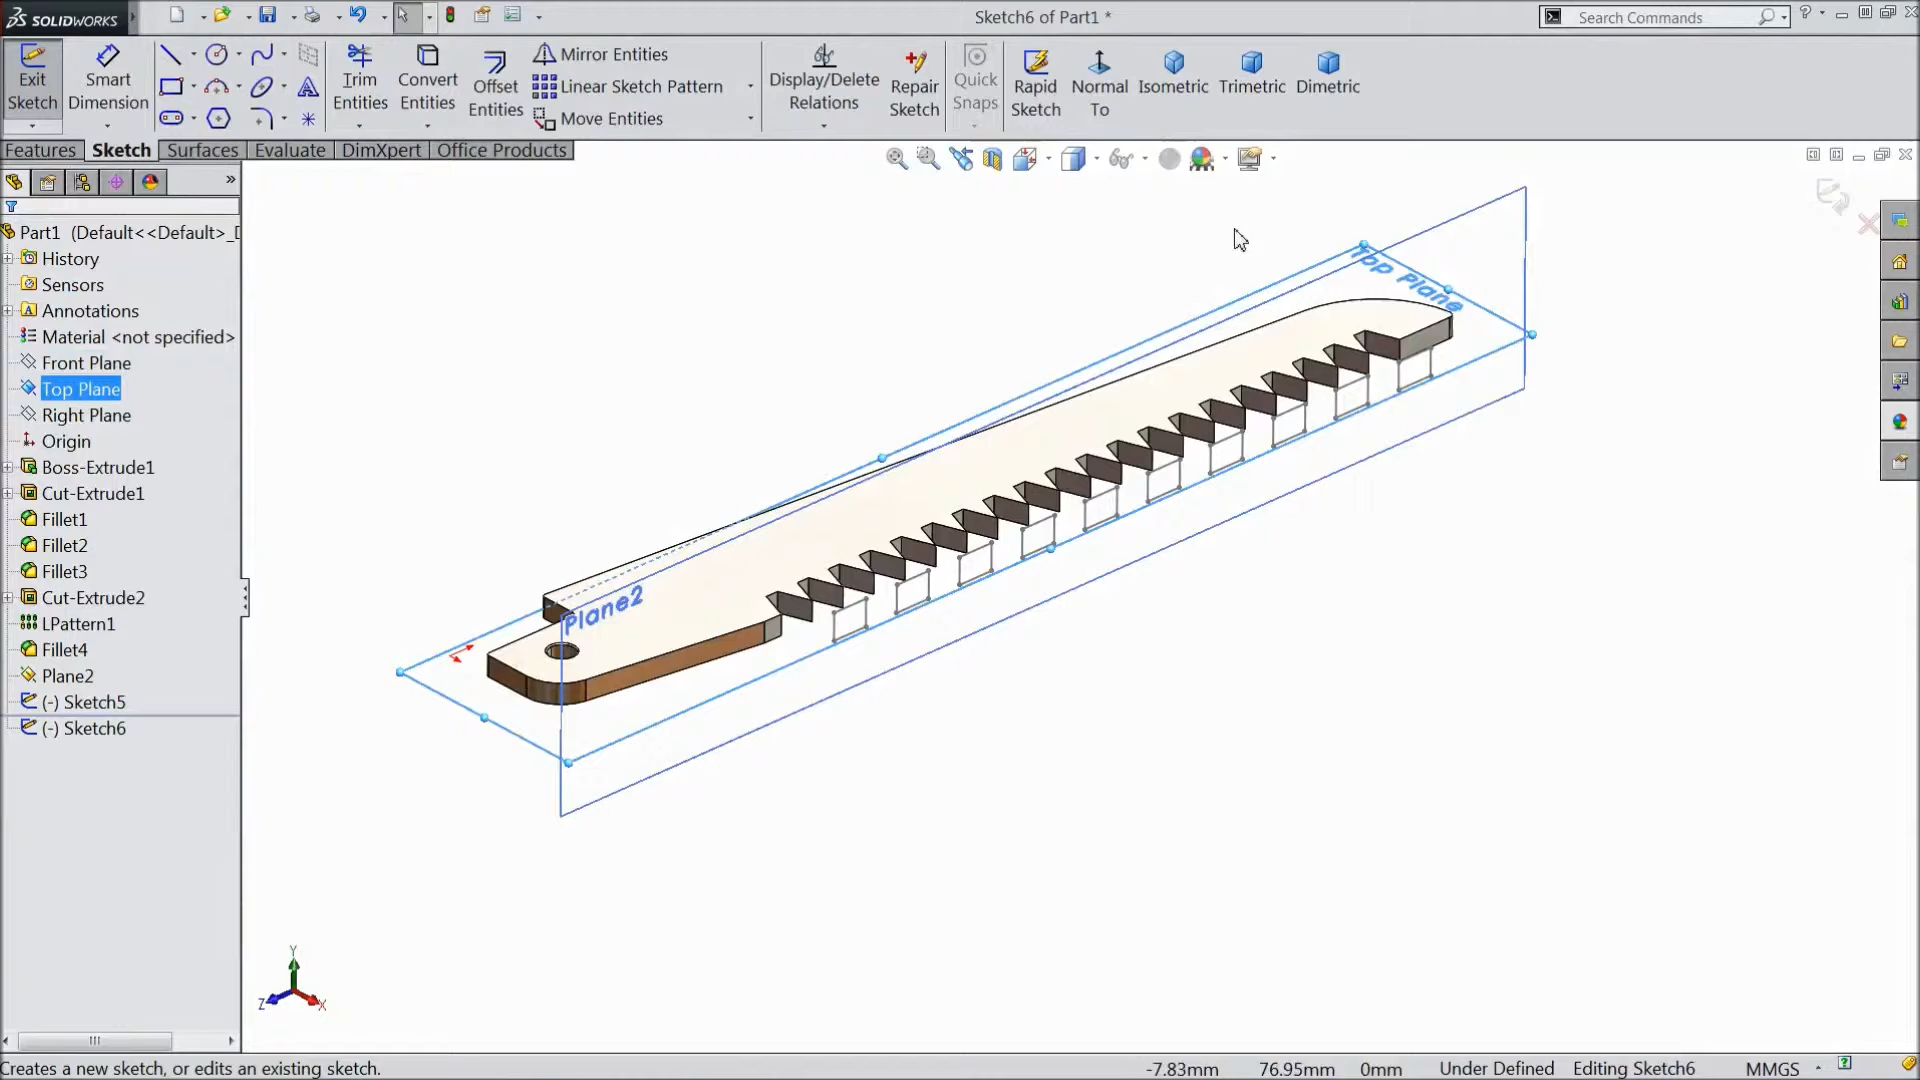 SOLIDWORKS
Sketch6 of Part1 *
Search Commands
Exit Sketch
Smart Dimension
Trim Entities
Convert Entities
Offset Entities
Mirror Entities
Linear Sketch Pattern
Move Entities
Display/Delete Relations
Repair Sketch
Quick Snaps
Rapid Sketch
Normal To
Isometric
Trimetric
Dimetric
Features
Sketch
Surfaces
Evaluate
DimXpert
Office Products
Part1 (Default<<Default>_D
History
Sensors
Annotations
Material <not specified>
Front Plane
Top Plane
Right Plane
Origin
Boss-Extrude1
Cut-Extrude1
Fillet1
Fillet2
Fillet3
Cut-Extrude2
LPattern1
Fillet4
Plane2
(-) Sketch5
(-) Sketch6
Top Plane
Plane2
Y
Z
X
Creates a new sketch, or edits an existing sketch.
-7.83mm
76.95mm
0mm
Under Defined
Editing Sketch6
MMGS